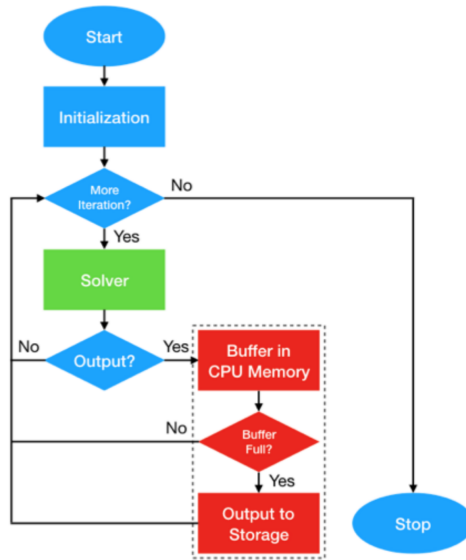 Start
Initialization
More
Iteration?
No
Yes
Solver
Output?
No
Yes
Buffer in
CPU Memory
No
Buffer
Full?
Yes
Output to
Storage
Stop